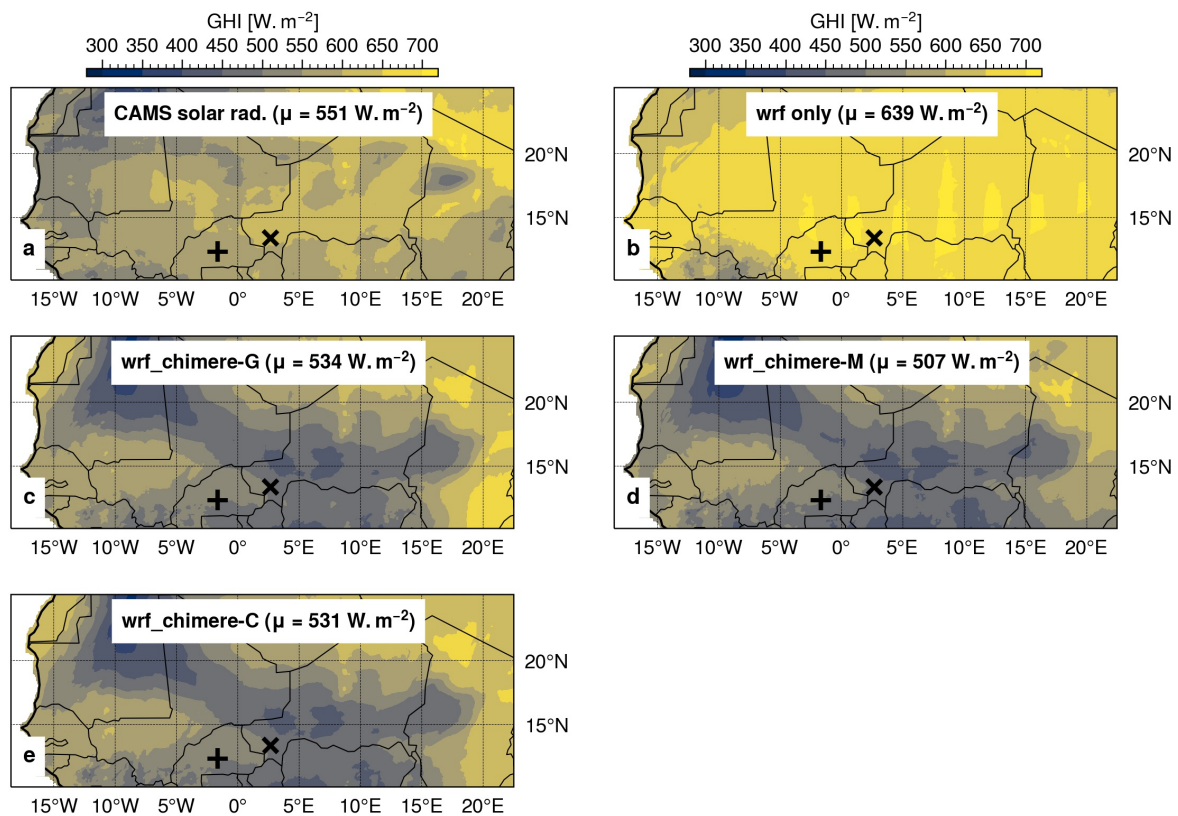 GHI [W. m⁻²]
300 350 400 450 500 550 600 650 700
CAMS solar rad. (μ = 551 W. m⁻²)
20°N
15°N
a
15°W 10°W 5°W 0° 5°E 10°E 15°E 20°E
GHI [W. m⁻²]
300 350 400 450 500 550 600 650 700
wrf only (μ = 639 W. m⁻²)
20°N
15°N
b
15°W 10°W 5°W 0° 5°E 10°E 15°E 20°E
wrf_chimere-G (μ = 534 W. m⁻²)
20°N
15°N
c
15°W 10°W 5°W 0° 5°E 10°E 15°E 20°E
wrf_chimere-M (μ = 507 W. m⁻²)
20°N
15°N
d
15°W 10°W 5°W 0° 5°E 10°E 15°E 20°E
wrf_chimere-C (μ = 531 W. m⁻²)
20°N
15°N
e
15°W 10°W 5°W 0° 5°E 10°E 15°E 20°E